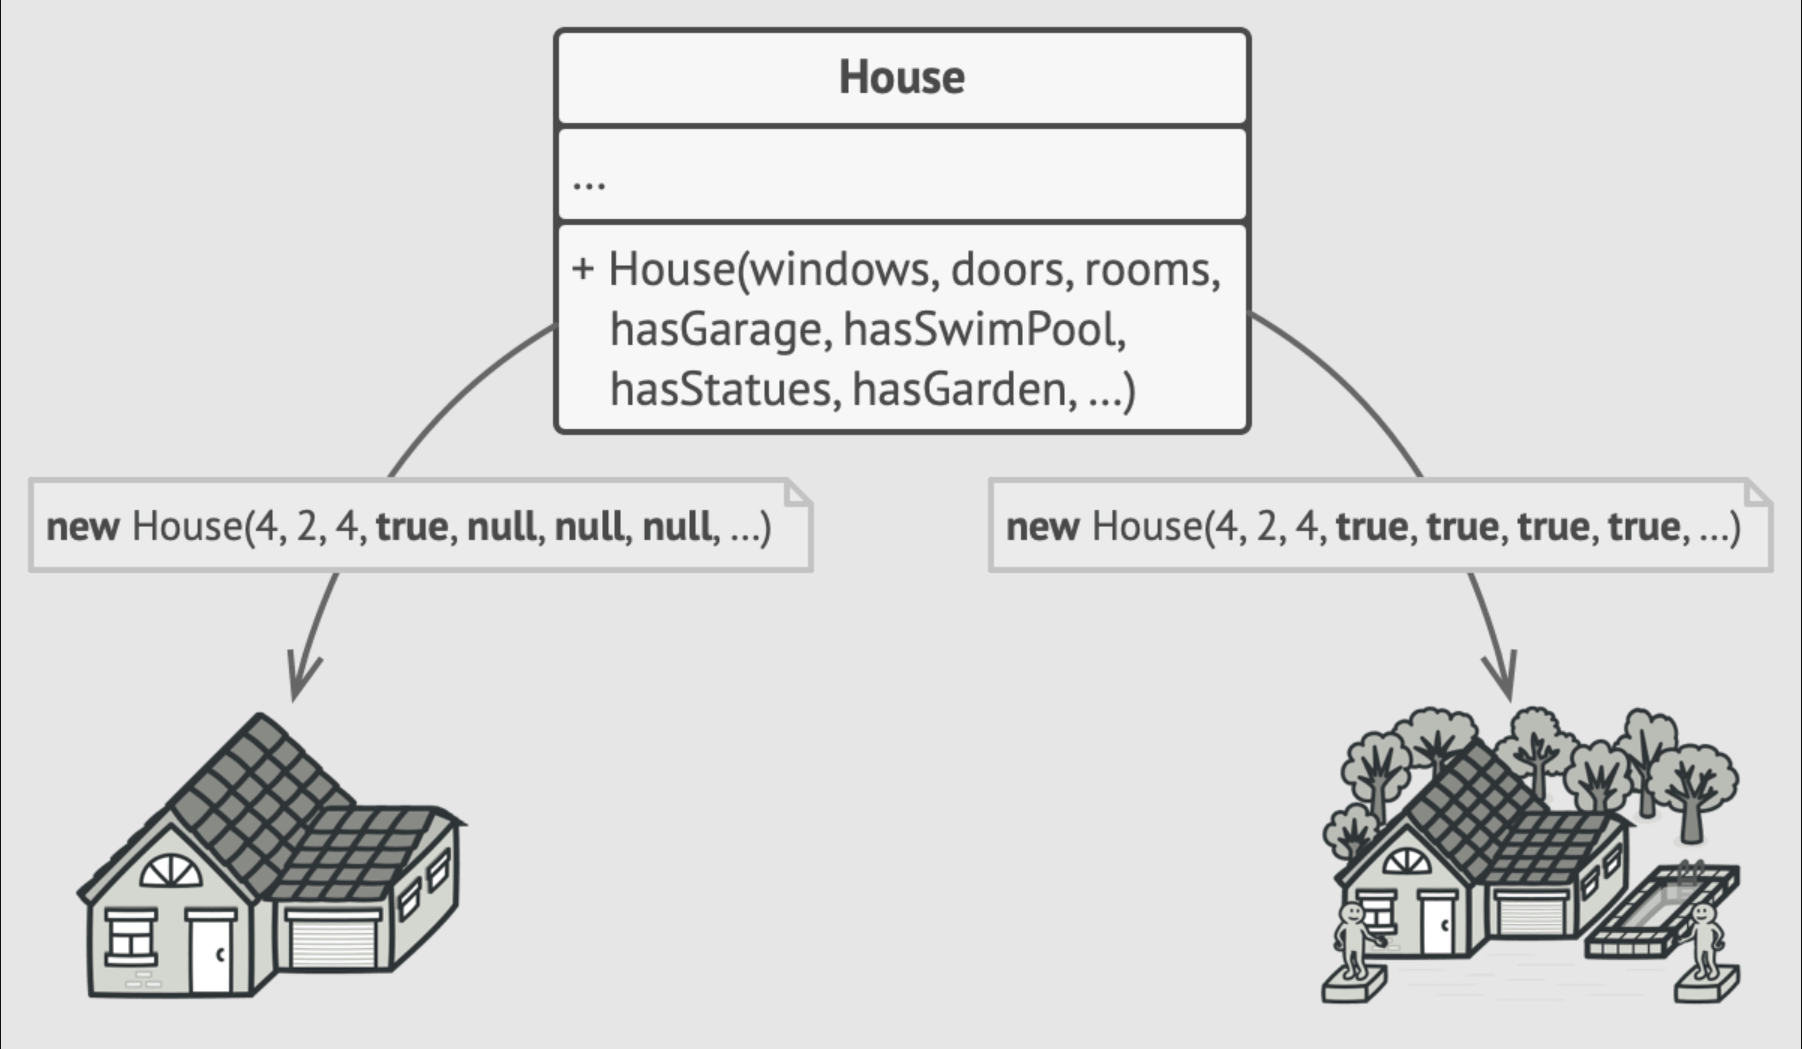 House
...
+ House(windows, doors, rooms,
hasGarage, hasSwimPool,
hasStatues, hasGarden, ...)
new House(4, 2, 4, true, null, null, null, ...)
new House(4, 2, 4, true, true, true, true, ...)